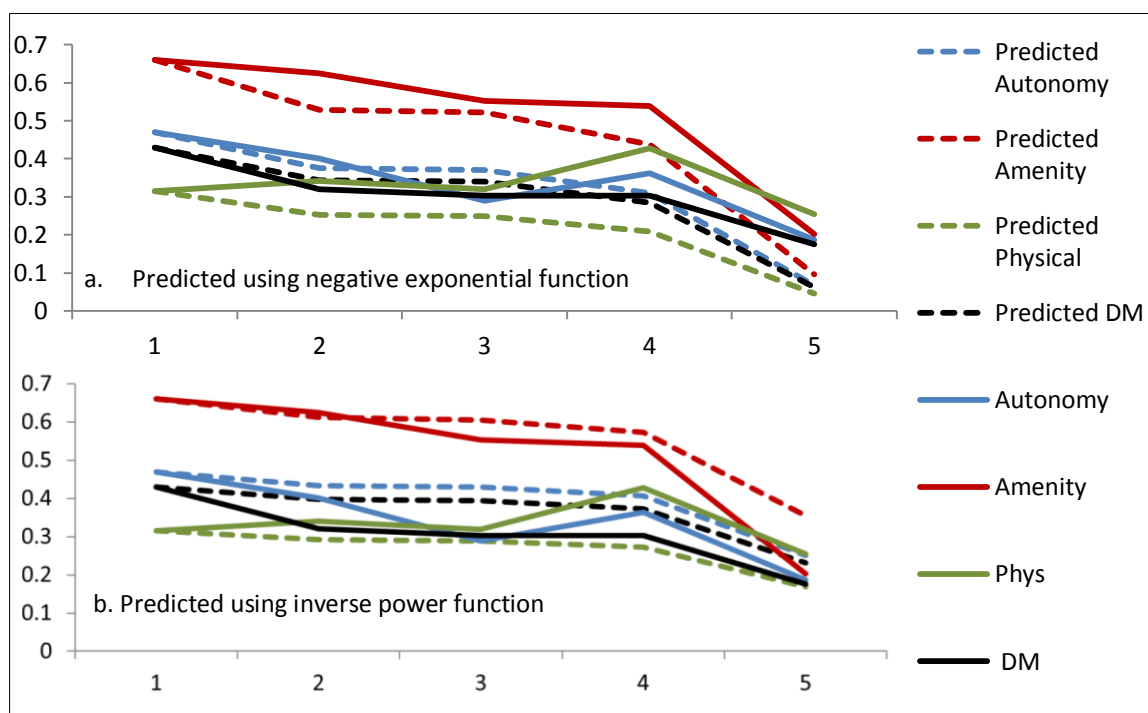 0.7
0.6
0.5
0.4
0.3
0.2
0.1
0
a. Predicted using negative exponential function
1 2 3 4 5
0.7
0.6
0.5
0.4
0.3
0.2
0.1
0
b. Predicted using inverse power function
1 2 3 4 5
Predicted
Autonomy
Predicted
Amenity
Predicted
Physical
Predicted DM
Autonomy
Amenity
Phys
DM